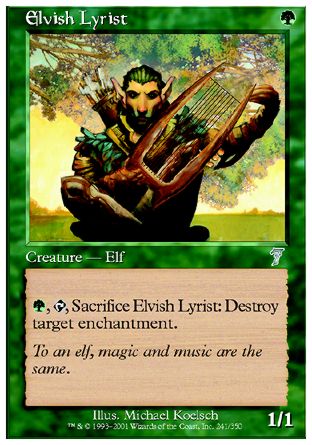 Elvish Lyrist
Creature — Elf
, , Sacrifice Elvish Lyrist: Destroy
target enchantment.
To an elf, magic and music are the
same.
Illus. Michael Koelsch
™ & © 1993–2001 Wizards of the Coast, Inc. 241/350
1/1